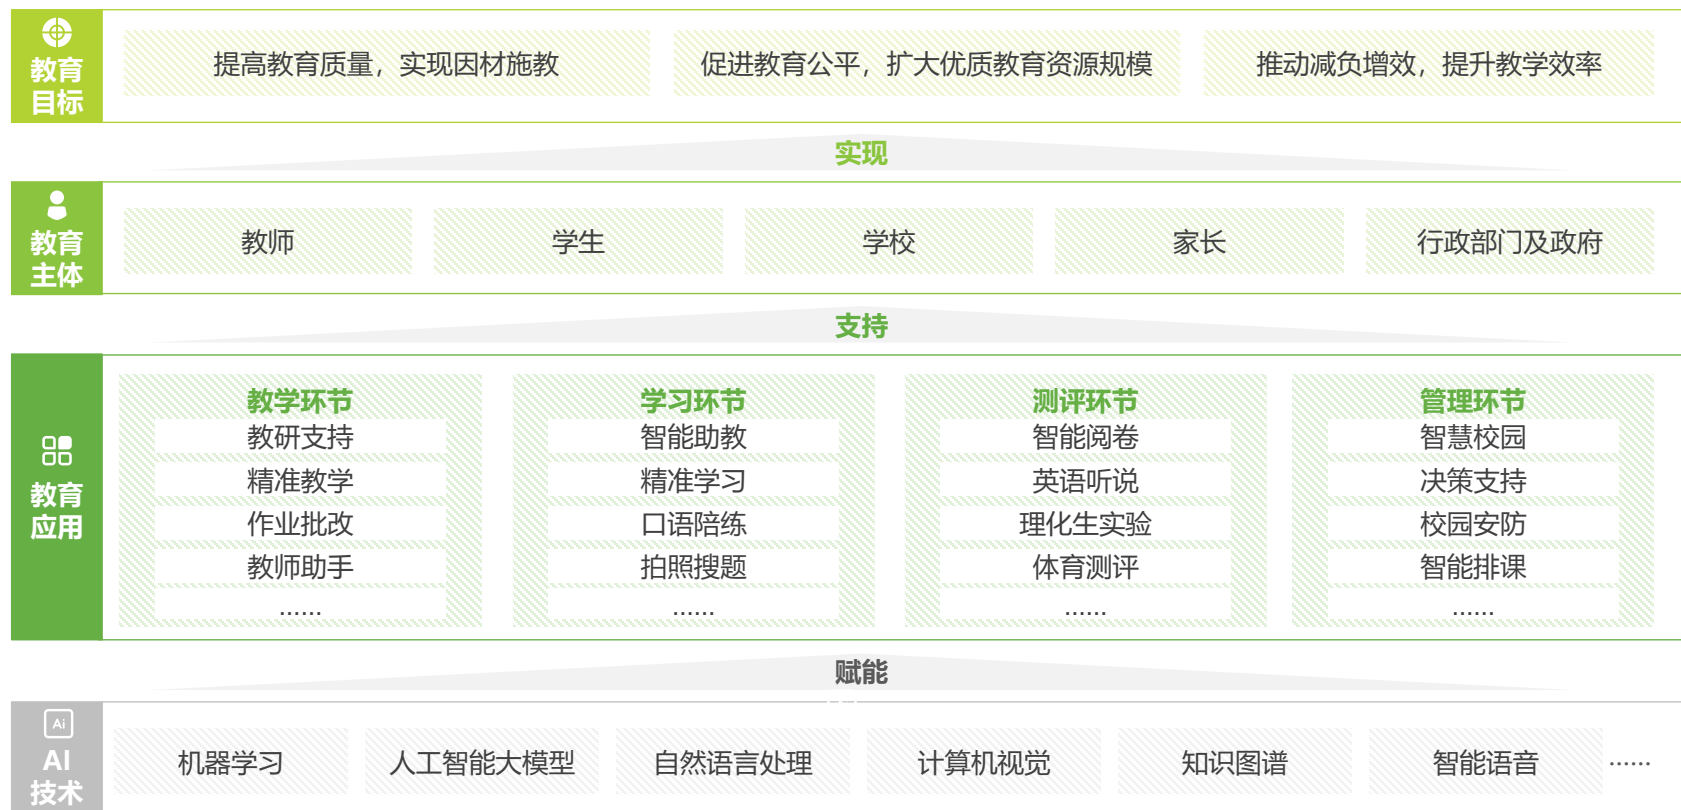 教育
目标
提高教育质量，实现因材施教
促进教育公平，扩大优质教育资源规模
推动减负增效，提升教学效率
实现
教育
主体
教师
学生
学校
家长
行政部门及政府
支持
教育
应用
教学环节
教研支持
精准教学
作业批改
教师助手
……
学习环节
智能助教
精准学习
口语陪练
拍照搜题
……
测评环节
智能阅卷
英语听说
理化生实验
体育测评
……
管理环节
智慧校园
决策支持
校园安防
智能排课
……
赋能
Ai
AI
技术
机器学习
人工智能大模型
自然语言处理
计算机视觉
知识图谱
智能语音
……